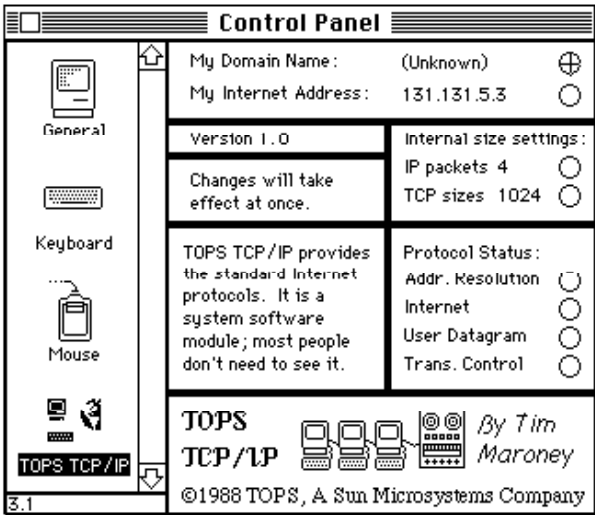 Control Panel
General
Keyboard
Mouse
TOPS TCP/IP
3.1
My Domain Name: (Unknown)
My Internet Address: 131.131.5.3
Version 1.0
Changes will take
effect at once.
Internal size settings:
IP packets 4
TCP sizes 1024
TOPS TCP/IP provides
the standard Internet
protocols. It is a
system software
module; most people
don't need to see it.
Protocol Status:
Addr. Resolution
Internet
User Datagram
Trans. Control
TOPS
TCP/IP
By Tim
Maroney
©1988 TOPS, A Sun Microsystems Company